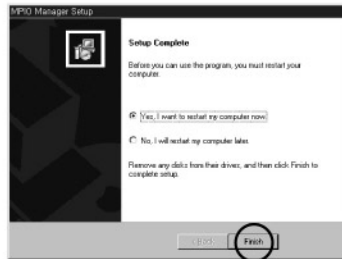 MPIO Manager Setup
Setup Complete
Before you can use the program, you must restart your
computer.
Yes, I want to restart my computer now.
No, I will restart my computer later.
Remove any disks from their drives, and then click Finish to
complete setup.
< Back
Finish